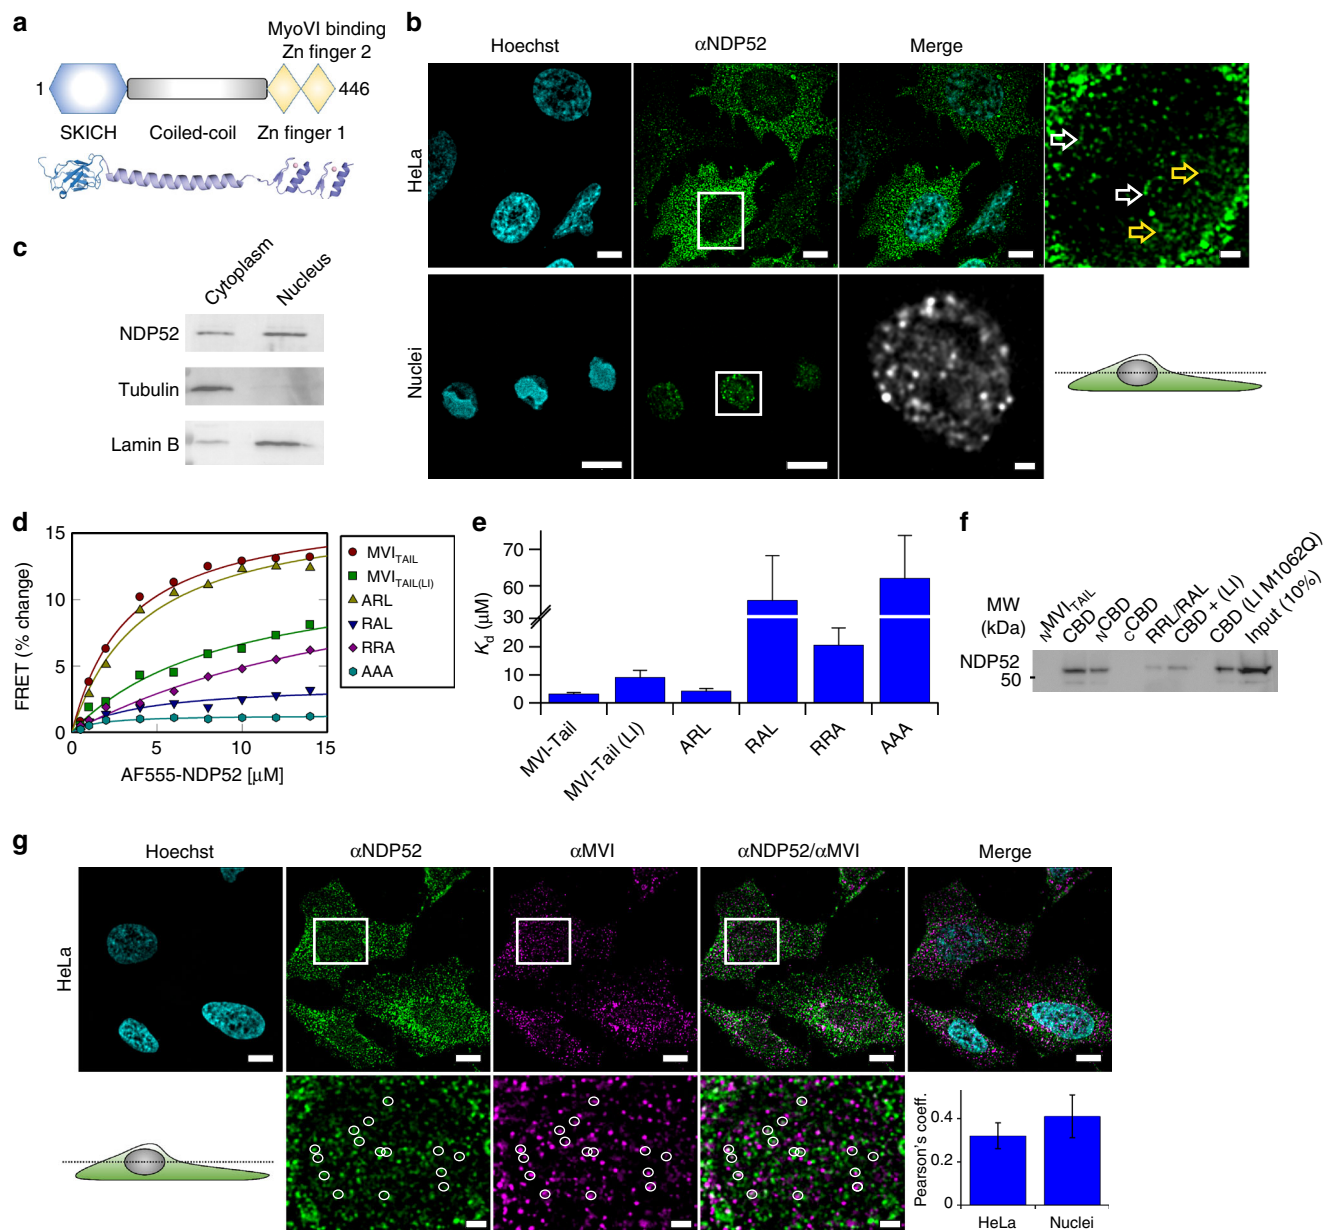 a
MyoVI binding
Zn finger 2
1
446
SKICH
Coiled-coil
Zn finger 1
b
Hoechst
αNDP52
Merge
HeLa
Nuclei
c
Cytoplasm
Nucleus
NDP52
Tubulin
Lamin B
d
15
10
5
0
FRET (% change)
0
5
10
15
AF555-NDP52 [μM]
MVI_TAIL
MVI_TAIL(LI)
ARL
RAL
RRA
AAA
e
70
60
30
20
10
0
K_d (μM)
MVI-Tail
MVI-Tail (LI)
ARL
RAL
RRA
AAA
f
MW
(kDa)
NMVI_TAIL
CBD
NCBD
CCBD
RRL/RAL
CBD + (LI)
CBD (LI M1062Q)
Input (10%)
NDP52
50
g
Hoechst
αNDP52
αMVI
αNDP52/αMVI
Merge
HeLa
Pearson's coeff.
0.4
0.2
0
HeLa
Nuclei